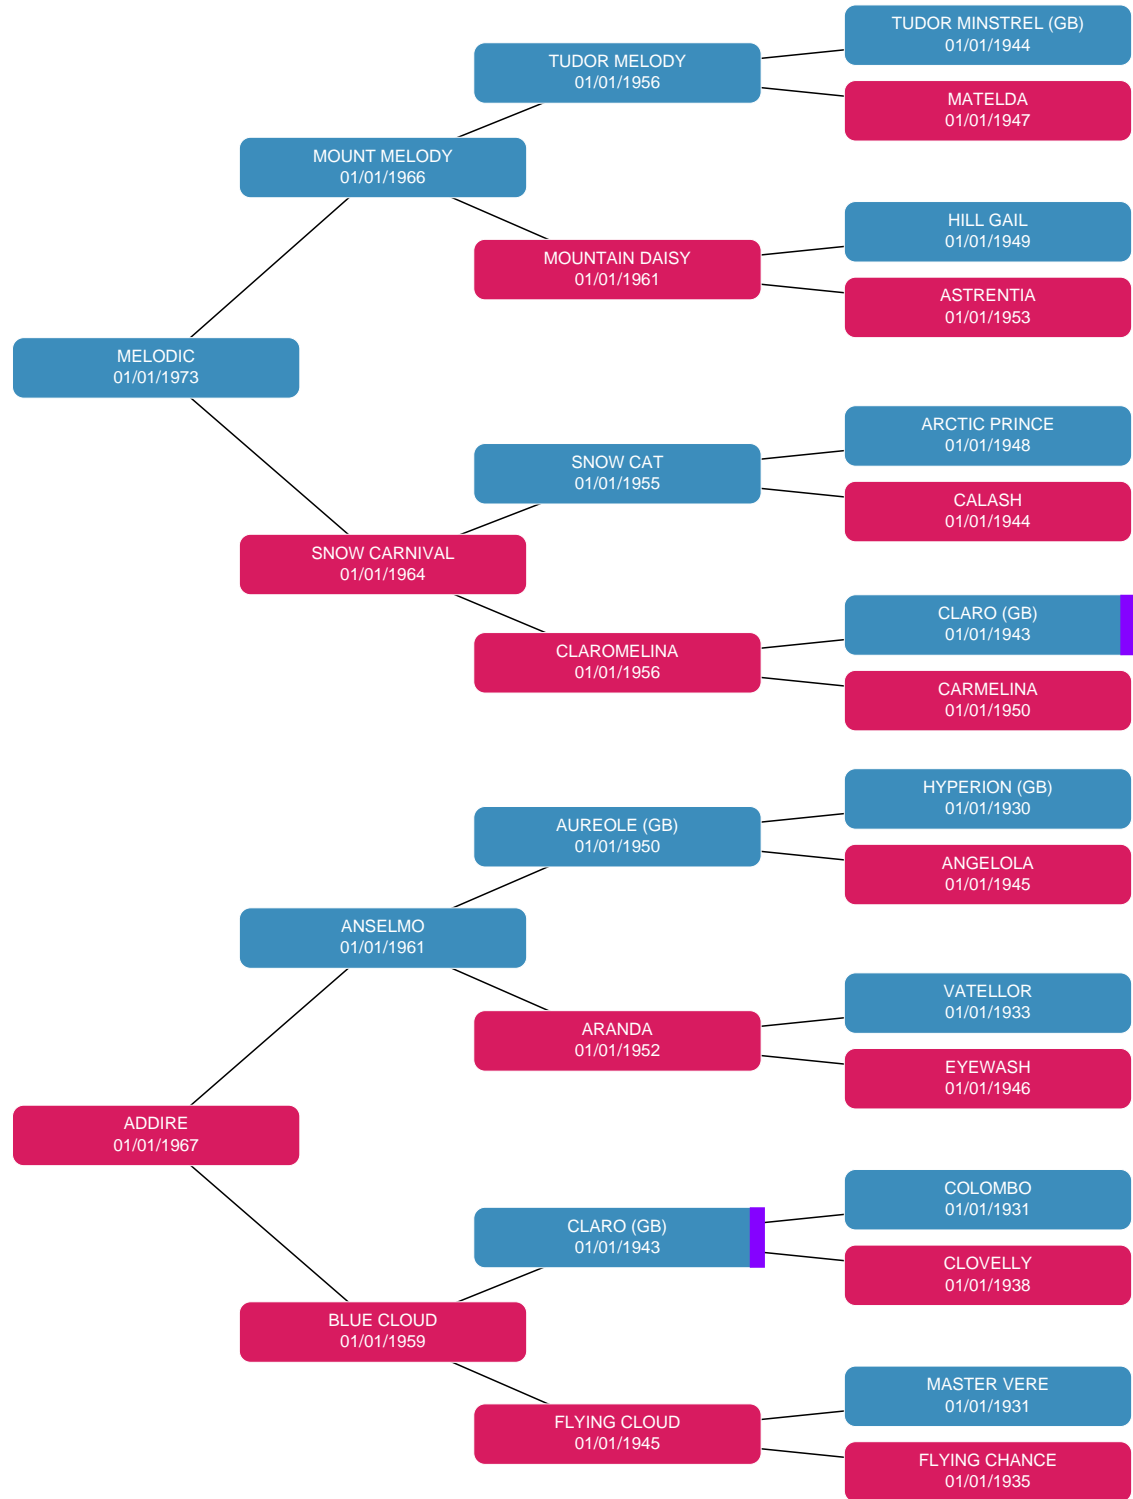 TUDOR MINSTREL (GB)
01/01/1944
TUDOR MELODY
01/01/1956
MATELDA
01/01/1947
MOUNT MELODY
01/01/1966
HILL GAIL
01/01/1949
MOUNTAIN DAISY
01/01/1961
ASTRENTIA
01/01/1953
MELODIC
01/01/1973
ARCTIC PRINCE
01/01/1948
SNOW CAT
01/01/1955
CALASH
01/01/1944
SNOW CARNIVAL
01/01/1964
CLARO (GB)
01/01/1943
CLAROMELINA
01/01/1956
CARMELINA
01/01/1950
HYPERION (GB)
01/01/1930
AUREOLE (GB)
01/01/1950
ANGELOLA
01/01/1945
ANSELMO
01/01/1961
VATELLOR
01/01/1933
ARANDA
01/01/1952
EYEWASH
01/01/1946
ADDIRE
01/01/1967
COLOMBO
01/01/1931
CLARO (GB)
01/01/1943
CLOVELLY
01/01/1938
BLUE CLOUD
01/01/1959
MASTER VERE
01/01/1931
FLYING CLOUD
01/01/1945
FLYING CHANCE
01/01/1935